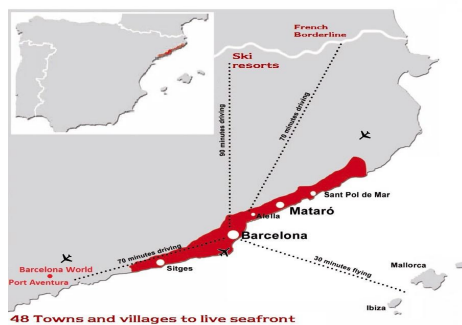 French
Borderline
Ski
resorts
90 minutes driving
70 minutes driving
Sant Pol de Mar
Alella
Mataró
Barcelona
70 minutes driving
Barcelona World
Port Aventura
Sitges
30 minutes flying
Mallorca
Ibiza
48 Towns and villages to live seafront